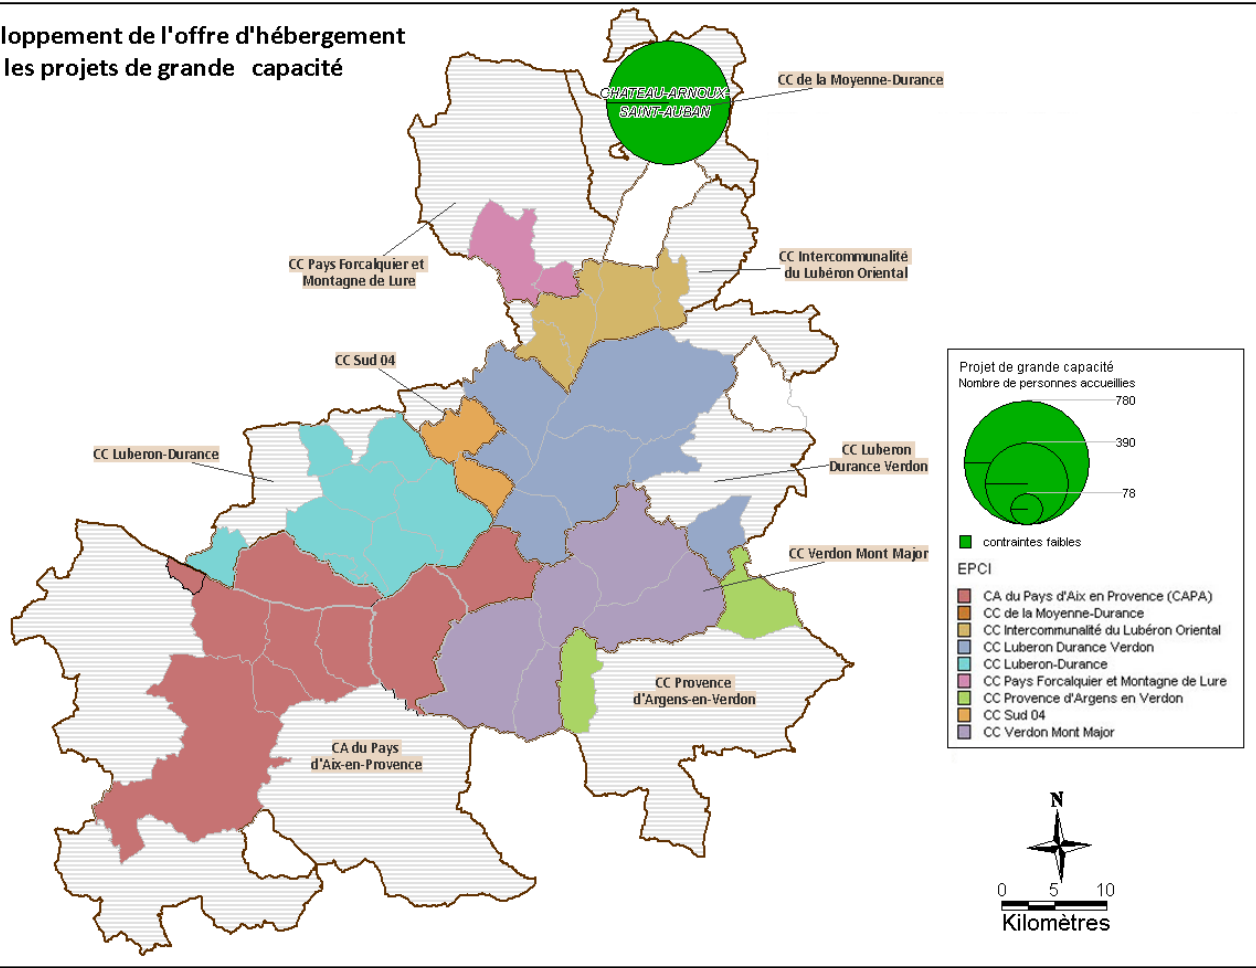 loppement de l'offre d'hébergement
les projets de grande capacité
CC de la Moyenne-Durance
CHATEAU-ARNOUX-
SAINT-AUBAN
CC Pays Forcalquier et
Montagne de Lure
CC Intercommunalité
du Lubéron Oriental
CC Sud 04
CC Luberon-Durance
CC Luberon
Durance Verdon
CC Verdon Mont Major
CC Provence
d'Argens-en-Verdon
CA du Pays
d'Aix-en-Provence
Projet de grande capacité
Nombre de personnes accueillies
780
390
78
contraintes faibles
EPCI
CA du Pays d'Aix en Provence (CAPA)
CC de la Moyenne-Durance
CC Intercommunalité du Lubéron Oriental
CC Luberon Durance Verdon
CC Luberon-Durance
CC Pays Forcalquier et Montagne de Lure
CC Provence d'Argens en Verdon
CC Sud 04
CC Verdon Mont Major
N
0 5 10
Kilomètres